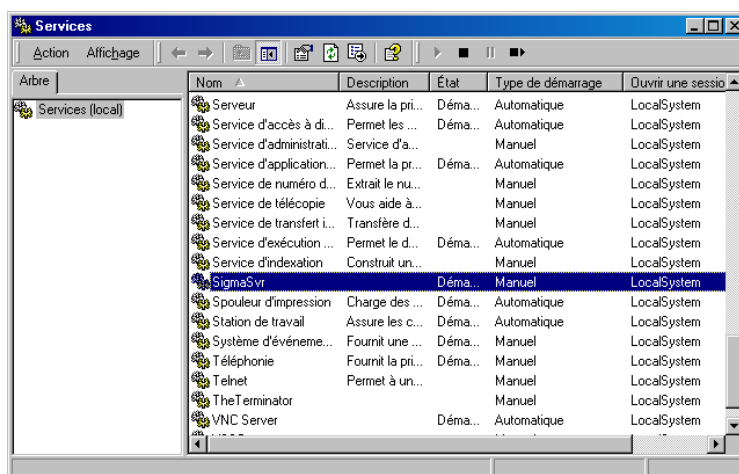 Services
Action Affichage
Arbre
Services (local)
Nom Description État Type de démarrage Ouvrir une sessio
Serveur Assure la pri... Déma... Automatique LocalSystem
Service d'accès à di... Permet les ... Déma... Automatique LocalSystem
Service d'administrati... Service d'a... Manuel LocalSystem
Service d'application... Permet la pr... Déma... Automatique LocalSystem
Service de numéro d... Extrait le nu... Manuel LocalSystem
Service de télécopie Vous aide à... Manuel LocalSystem
Service de transfert i... Transfère d... Manuel LocalSystem
Service d'exécution ... Permet le d... Déma... Automatique LocalSystem
Service d'indexation Construit un... Manuel LocalSystem
SigmaSvr Déma... Manuel LocalSystem
Spouleur d'impression Charge des ... Déma... Automatique LocalSystem
Station de travail Assure les c... Déma... Automatique LocalSystem
Système d'événeme... Fournit une ... Déma... Manuel LocalSystem
Téléphonie Fournit la pri... Déma... Manuel LocalSystem
Telnet Permet à un... Manuel LocalSystem
TheTerminator Manuel LocalSystem
VNC Server Déma... Automatique LocalSystem